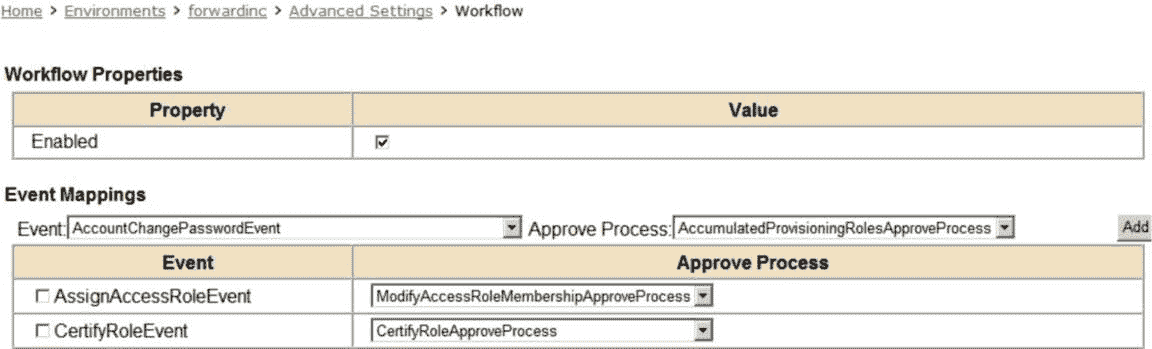 Home > Environments > forwardinc > Advanced Settings > Workflow
Workflow Properties
Property Value
Enabled
Event Mappings
Event: AccountChangePasswordEvent Approve Process: AccumulatedProvisioningRolesApproveProcess Add
Event Approve Process
AssignAccessRoleEvent ModifyAccessRoleMembershipApproveProcess
CertifyRoleEvent CertifyRoleApproveProcess